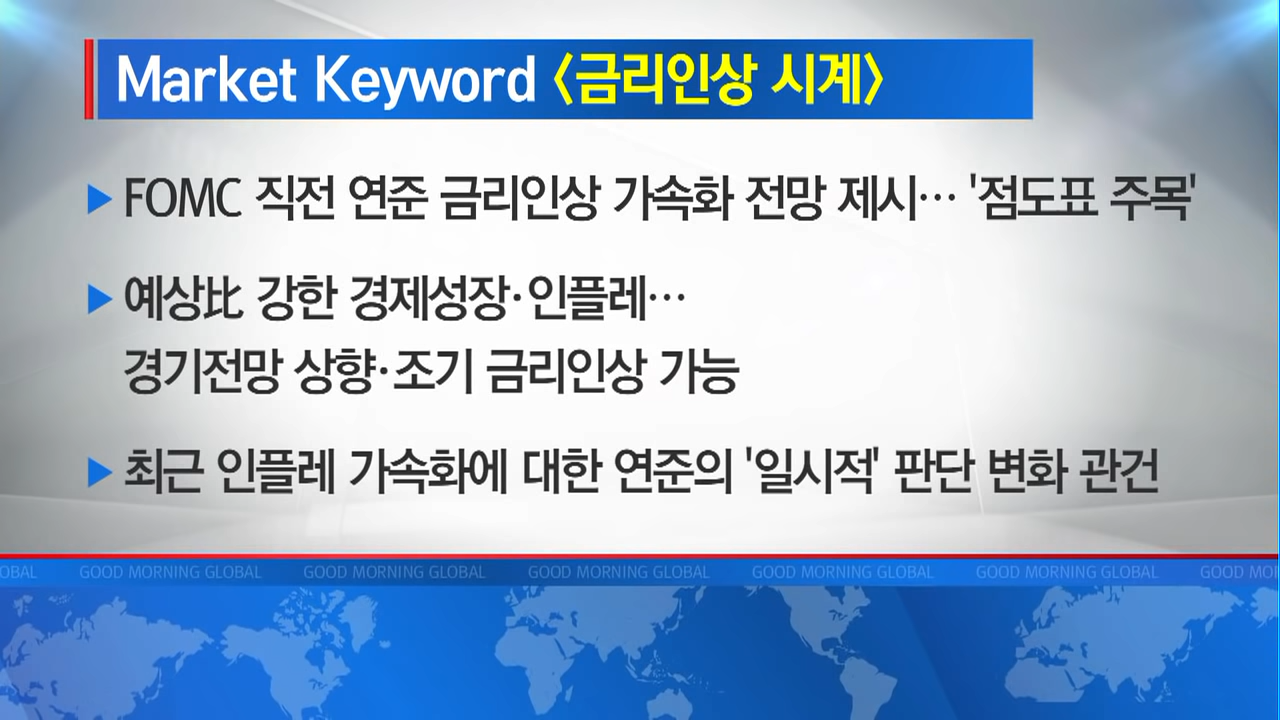 Market Keyword <금리인상 시계>
▶ FOMC 직전 연준 금리인상 가속화 전망 제시… '점도표 주목'
▶ 예상比 강한 경제성장·인플레…
경기전망 상향·조기 금리인상 가능
▶ 최근 인플레 가속화에 대한 연준의 '일시적' 판단 변화 관건
OBAL GOOD MORNING GLOBAL GOOD MORNING GLOBAL GOOD MORNING GLOBAL GOOD MORNING GLOBAL GOOD MORNING GLOBAL GOOD MOR